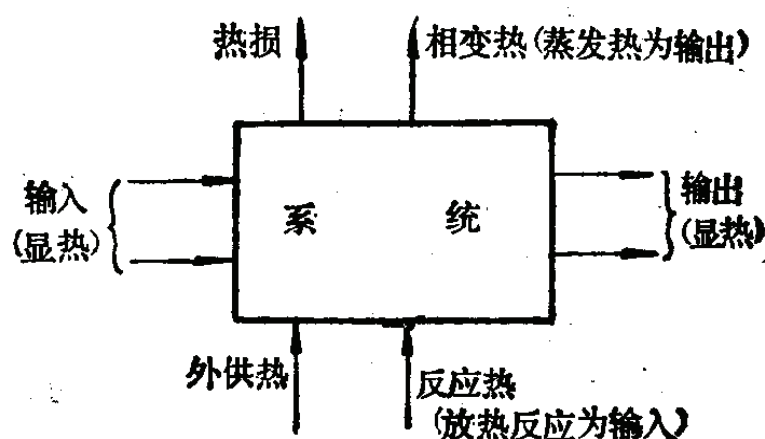 热损
相变热(蒸发热为输出)
输入
(显热)
系 统
输出
(显热)
外供热
反应热
(放热反应为输入)